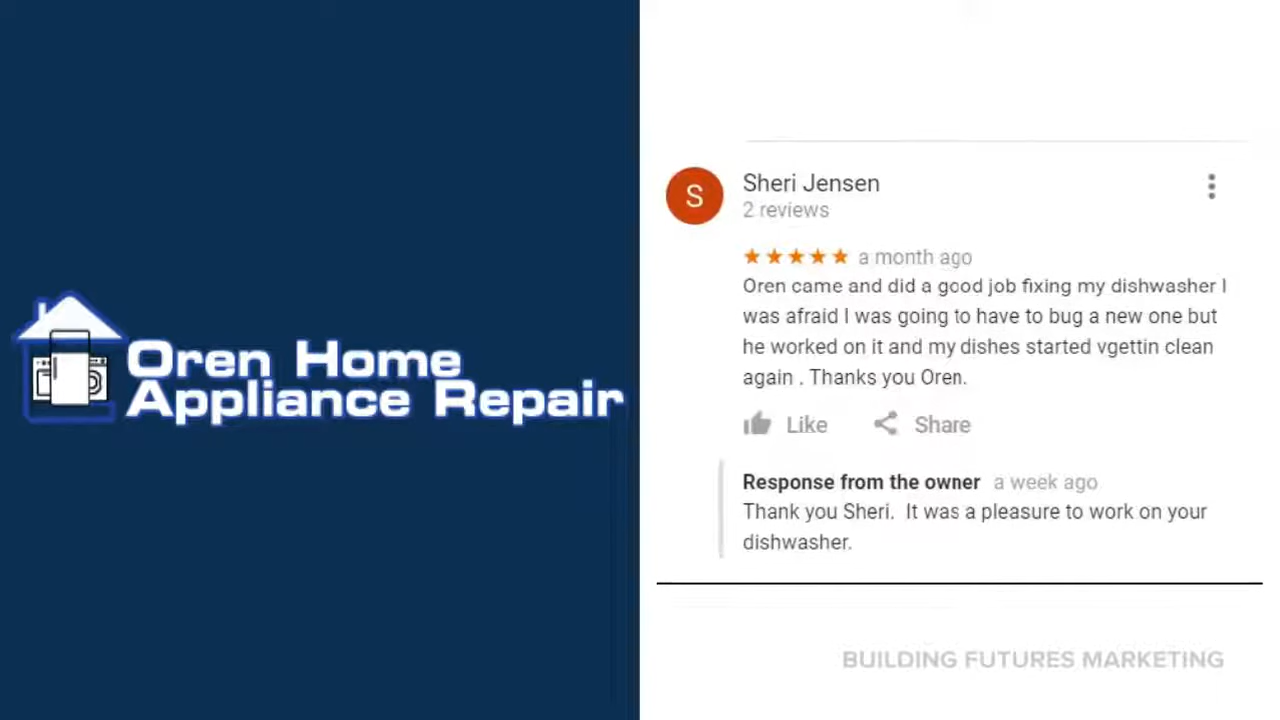 Oren Home
Appliance Repair
S
Sheri Jensen
2 reviews
★★★★★ a month ago
Oren came and did a good job fixing my dishwasher I
was afraid I was going to have to bug a new one but
he worked on it and my dishes started vgettin clean
again . Thanks you Oren.
Like Share
Response from the owner a week ago
Thank you Sheri. It was a pleasure to work on your
dishwasher.
BUILDING FUTURES MARKETING